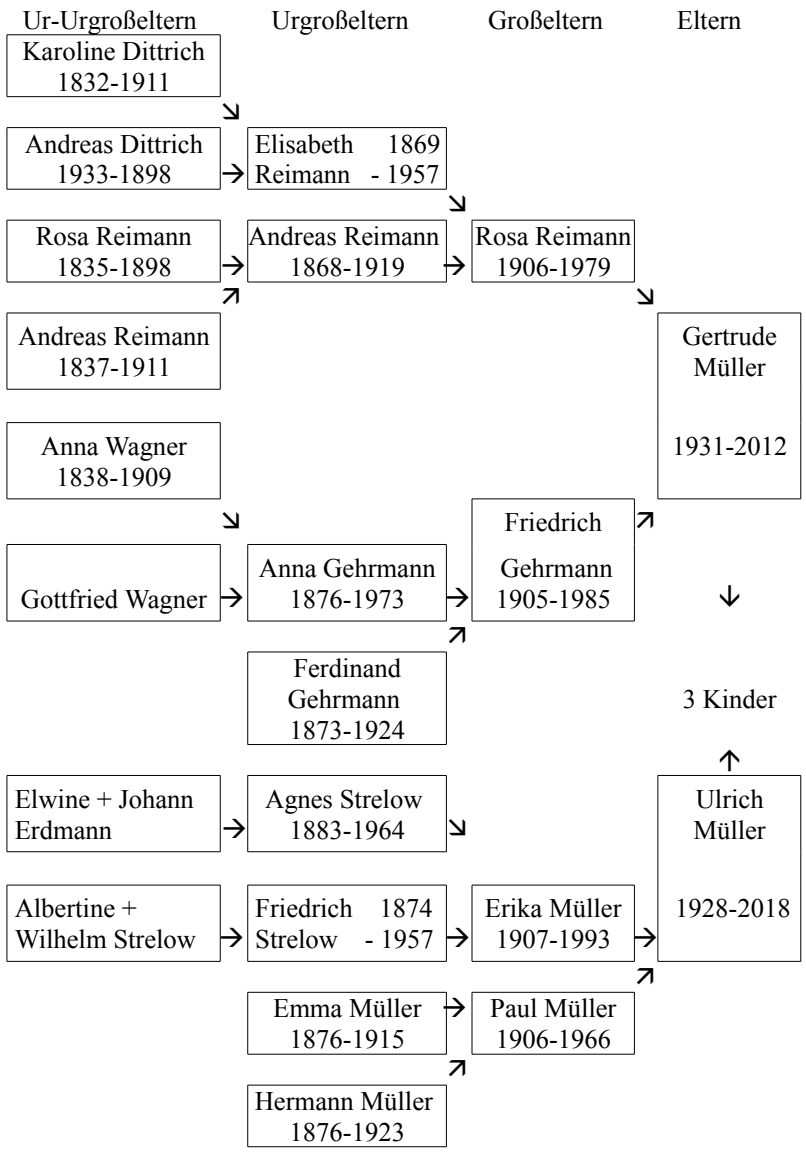 Ur-Urgroßeltern Urgroßeltern Großeltern Eltern
Karoline Dittrich
1832-1911
Andreas Dittrich
1933-1898
Elisabeth 1869
Reimann - 1957
Rosa Reimann
1835-1898
Andreas Reimann
1868-1919
Rosa Reimann
1906-1979
Andreas Reimann
1837-1911
Gertrude
Müller
1931-2012
Anna Wagner
1838-1909
Friedrich
Gehrmann
1905-1985
Gottfried Wagner
Anna Gehrmann
1876-1973
Ferdinand
Gehrmann
1873-1924
3 Kinder
Elwine + Johann
Erdmann
Agnes Strelow
1883-1964
Ulrich
Müller
1928-2018
Albertine +
Wilhelm Strelow
Friedrich 1874
Strelow - 1957
Erika Müller
1907-1993
Emma Müller
1876-1915
Paul Müller
1906-1966
Hermann Müller
1876-1923